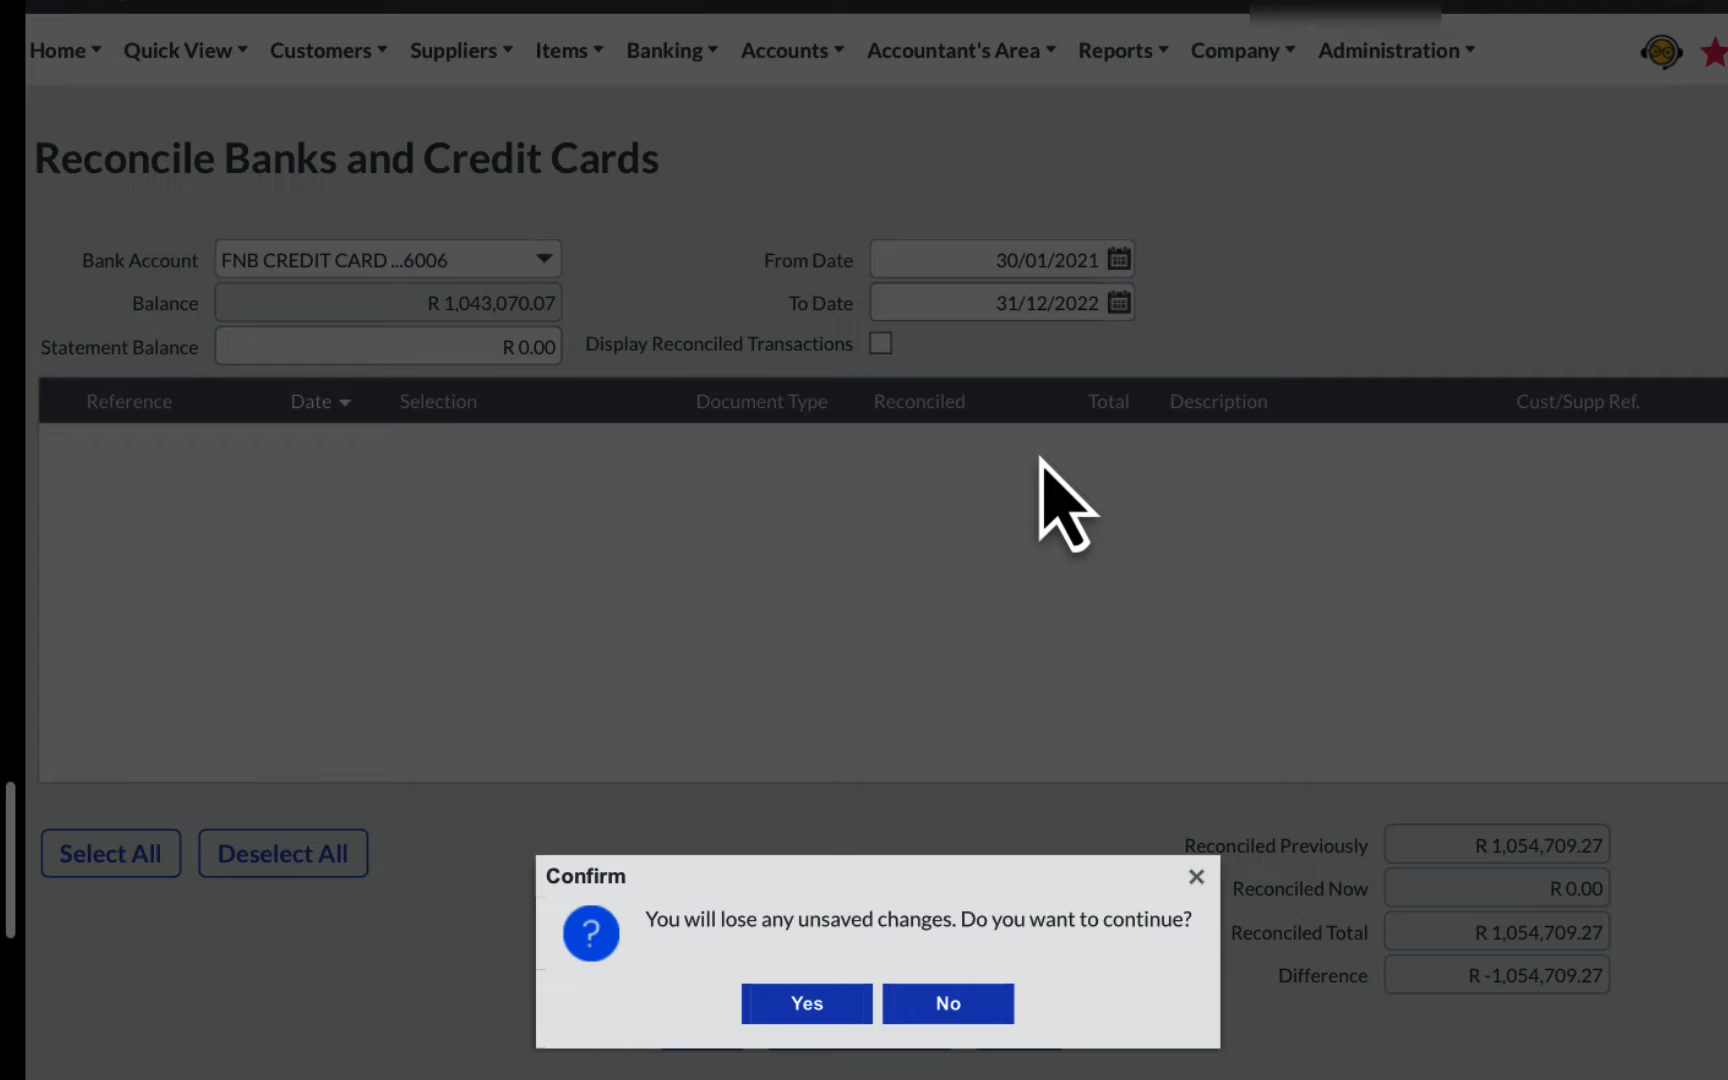 Home Quick View Customers Suppliers Items Banking Accounts Accountant's Area Reports Company Administration
Reconcile Banks and Credit Cards
Bank Account FNB CREDIT CARD ...6006 From Date 30/01/2021
Balance R 1,043,070.07 To Date 31/12/2022
Statement Balance R 0.00 Display Reconciled Transactions
Reference Date Selection Document Type Reconciled Total Description Cust/Supp Ref.
Select All Deselect All
Reconciled Previously R 1,054,709.27
Reconciled Now R 0.00
Reconciled Total R 1,054,709.27
Difference R -1,054,709.27
Confirm
?
You will lose any unsaved changes. Do you want to continue?
Yes No